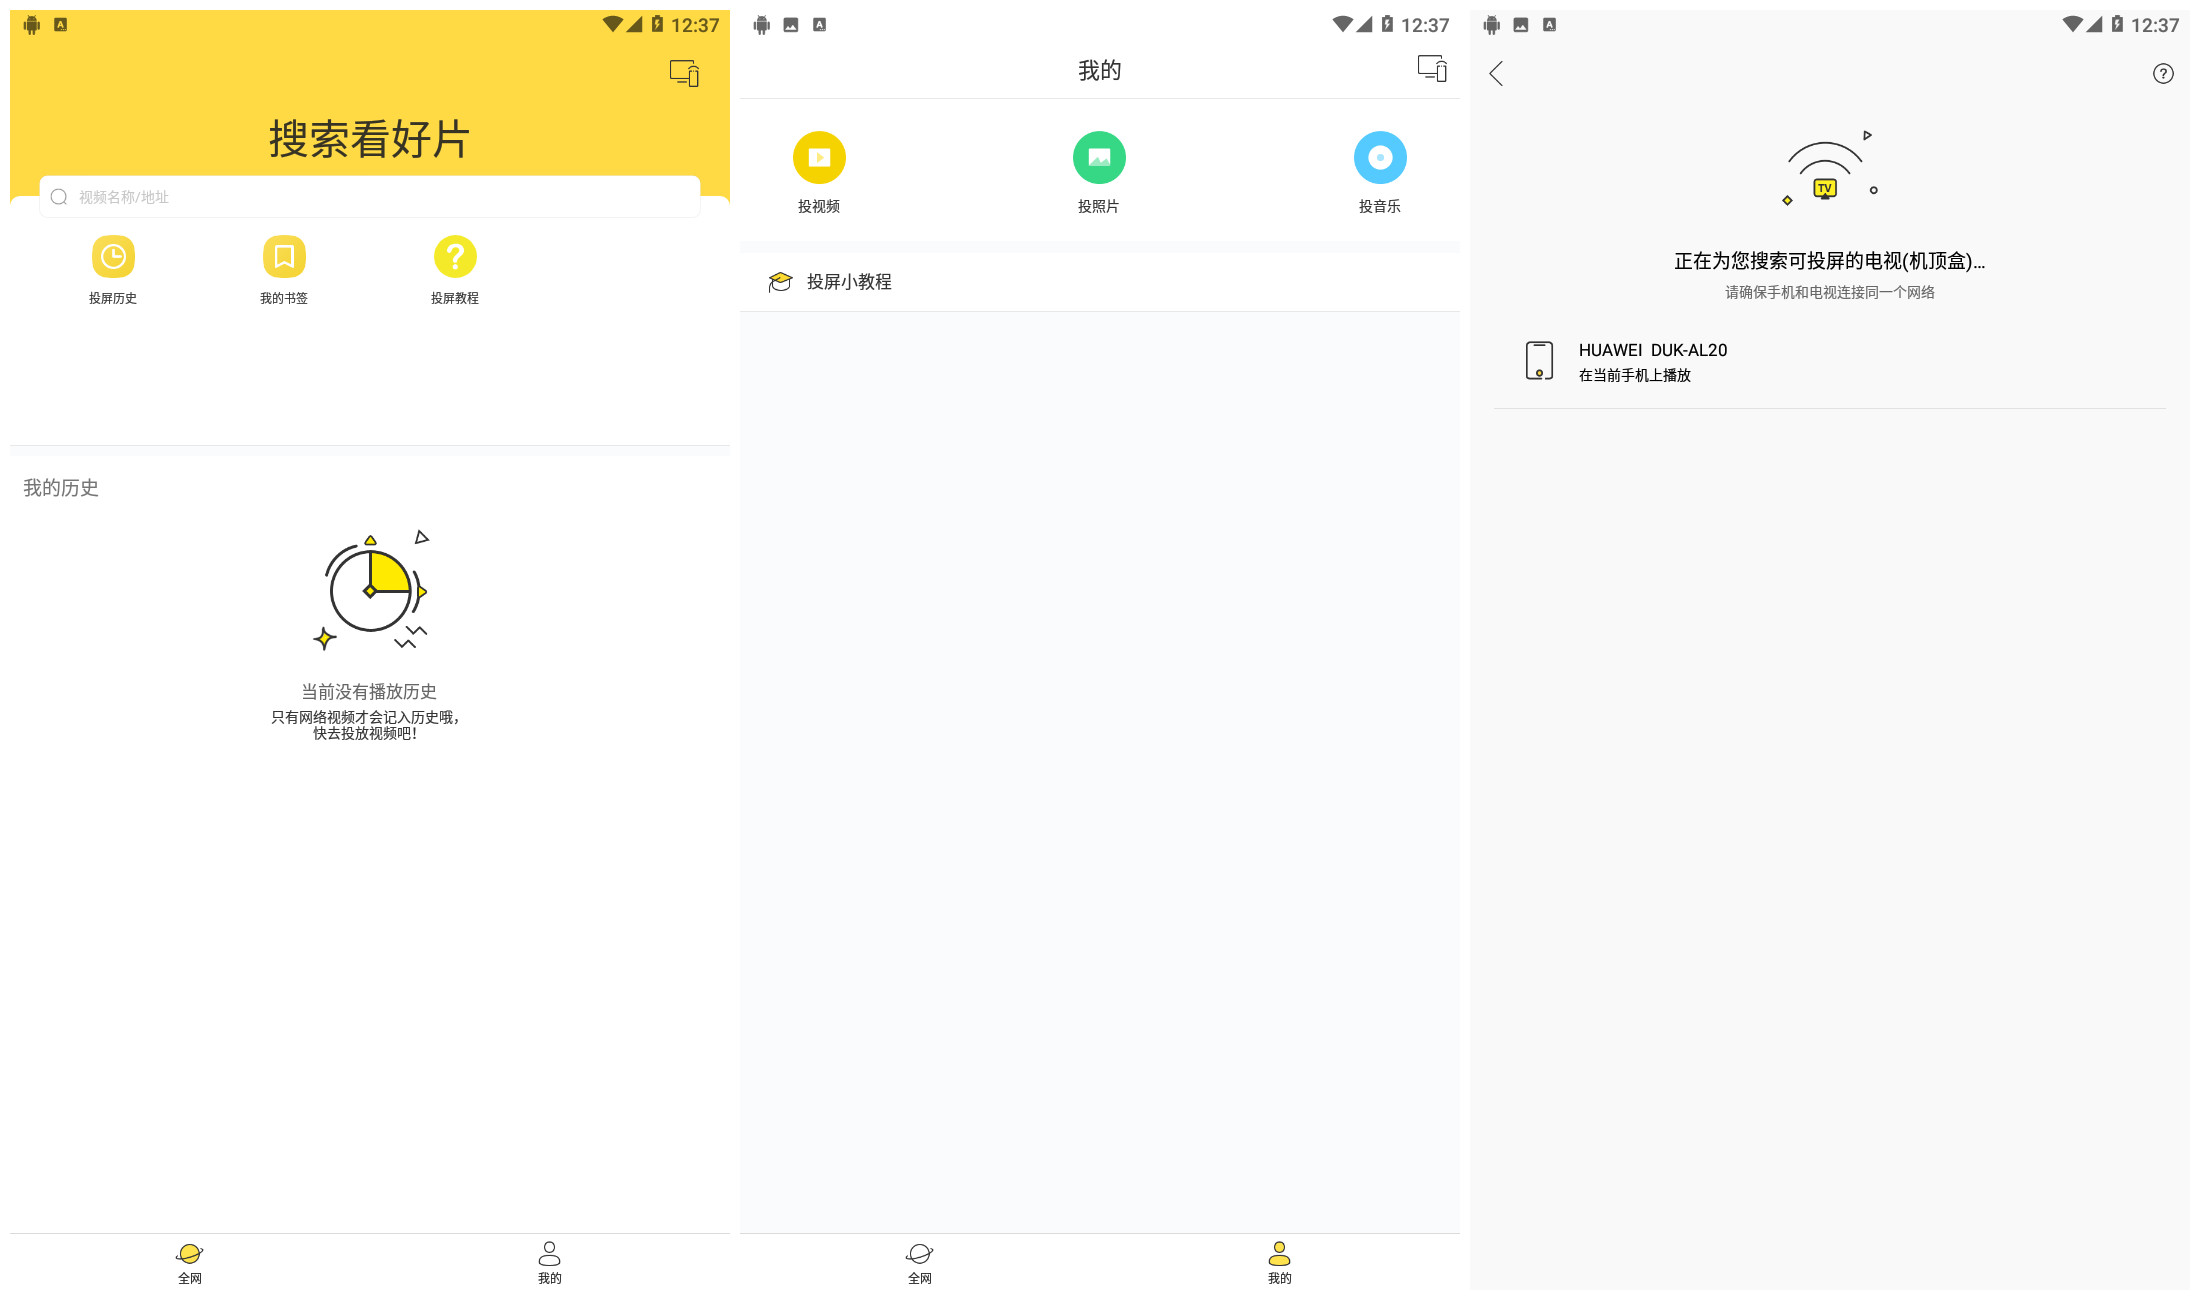 12:37
搜索看好片
视频名称/地址
投屏历史
我的书签
投屏教程
我的历史
当前没有播放历史
只有网络视频才会记入历史哦，
快去投放视频吧！
全网
我的
12:37
我的
投视频
投照片
投音乐
投屏小教程
全网
我的
12:37
TV
正在为您搜索可投屏的电视(机顶盒)...
请确保手机和电视连接同一个网络
HUAWEI DUK-AL20
在当前手机上播放